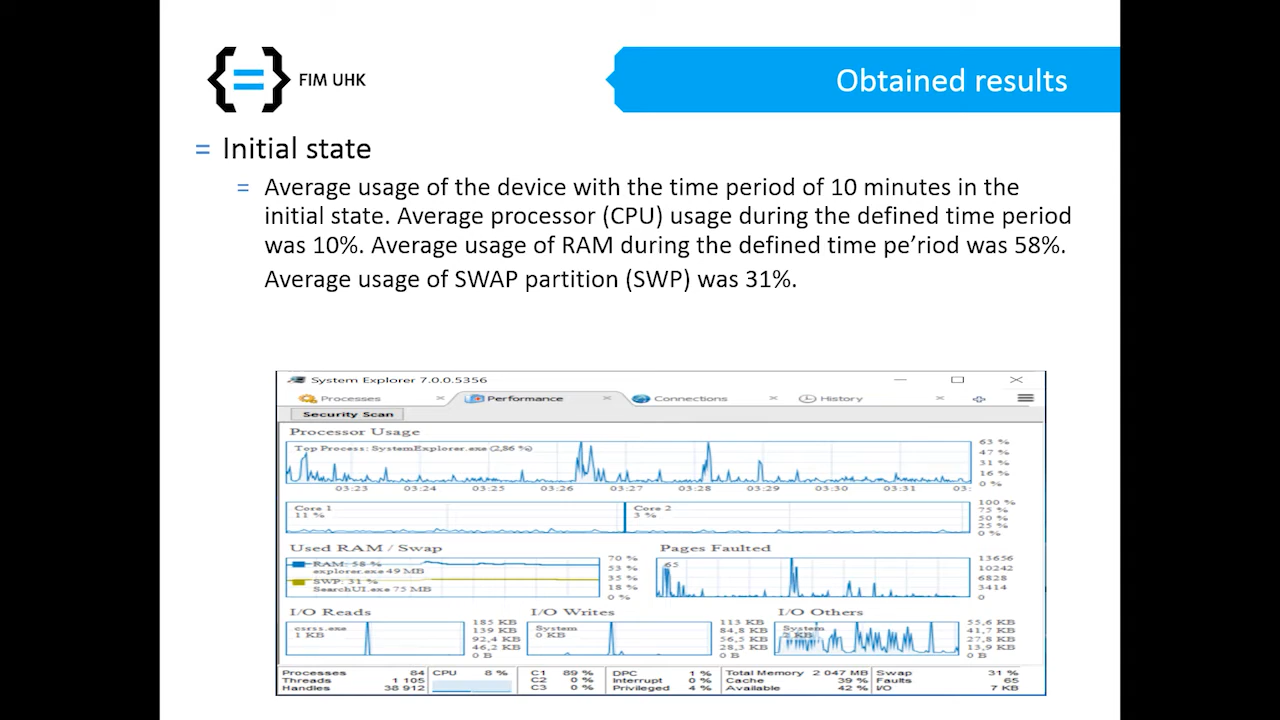 FIM UHK
Obtained results
= Initial state
= Average usage of the device with the time period of 10 minutes in the
initial state. Average processor (CPU) usage during the defined time period
was 10%. Average usage of RAM during the defined time pe’riod was 58%.
Average usage of SWAP partition (SWP) was 31%.
System Explorer 7.0.0.5356
Processes Performance Connections History
Security Scan
Processor Usage
Top Process: SystemExplorer.exe (2,86 %)
63 %
47 %
31 %
16 %
0 %
03:23 03:24 03:25 03:26 03:27 03:28 03:29 03:30 03:31 03:
Core 1
11 %
Core 2
3 %
100 %
75 %
50 %
25 %
0 %
Used RAM / Swap
RAM: 58 %
explorer.exe 49 MB
SWP: 31 %
SearchUI.exe 75 MB
70 %
53 %
35 %
18 %
0 %
Pages Faulted
65
13656
10242
6828
3414
0
I/O Reads
csrss.exe
1 KB
185 KB
139 KB
92,4 KB
46,2 KB
0 B
I/O Writes
System
0 KB
113 KB
84,8 KB
56,5 KB
28,3 KB
0 B
I/O Others
System
2 KB
55,6 KB
41,7 KB
27,8 KB
13,9 KB
0 B
Processes 84
Threads 1 105
Handles 38 912
CPU 8 %
C1 89 %
C2 0 %
C3 0 %
DPC 1 %
Interrupt 0 %
Privileged 4 %
Total Memory 2 047 MB
Cache 39 %
Available 42 %
Swap 31 %
Faults 65
I/O 7 KB